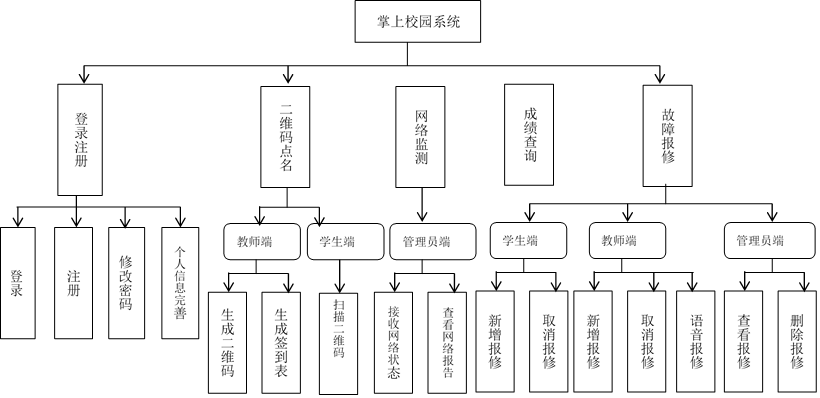 掌上校园系统
登录注册
二维码点名
网络监测
成绩查询
故障报修
教师端
学生端
管理员端
学生端
教师端
管理员端
登录
注册
修改密码
个人信息完善
生成二维码
生成签到表
扫描二维码
接收网络状态
查看网络报告
新增报修
取消报修
新增报修
取消报修
语音报修
查看报修
删除报修